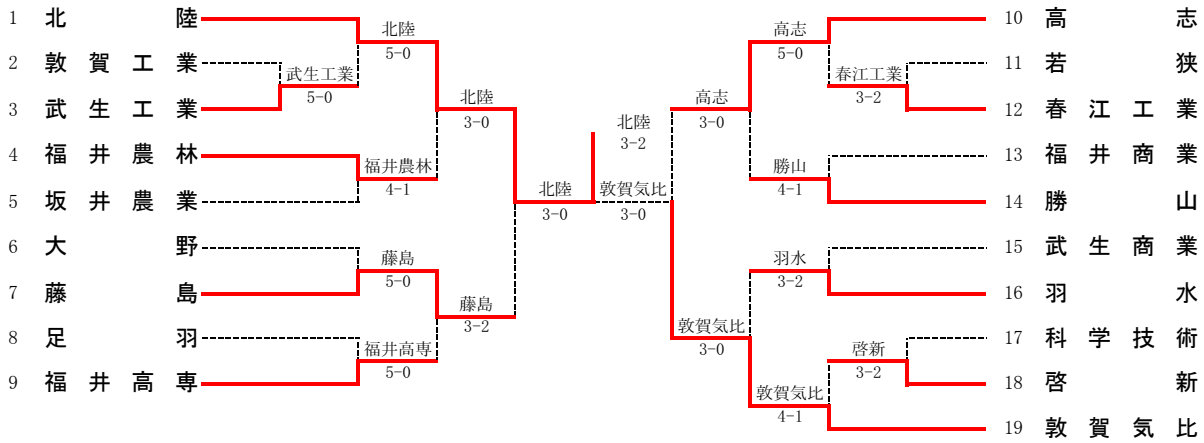 1 北陸
2 敦賀工業
3 武生工業
4 福井農林
5 坂井農業
6 大野
7 藤島
8 足羽
9 福井高専
武生工業
5-0
北陸
5-0
福井農林
4-1
藤島
5-0
福井高専
5-0
北陸
3-0
藤島
3-2
北陸
3-0
北陸
3-2
敦賀気比
3-0
高志
3-0
敦賀気比
3-0
高志
5-0
勝山
4-1
羽水
3-2
敦賀気比
4-1
春江工業
3-2
啓新
3-2
10 高志
11 若狭
12 春江工業
13 福井商業
14 勝山
15 武生商業
16 羽水
17 科学技術
18 啓新
19 敦賀気比